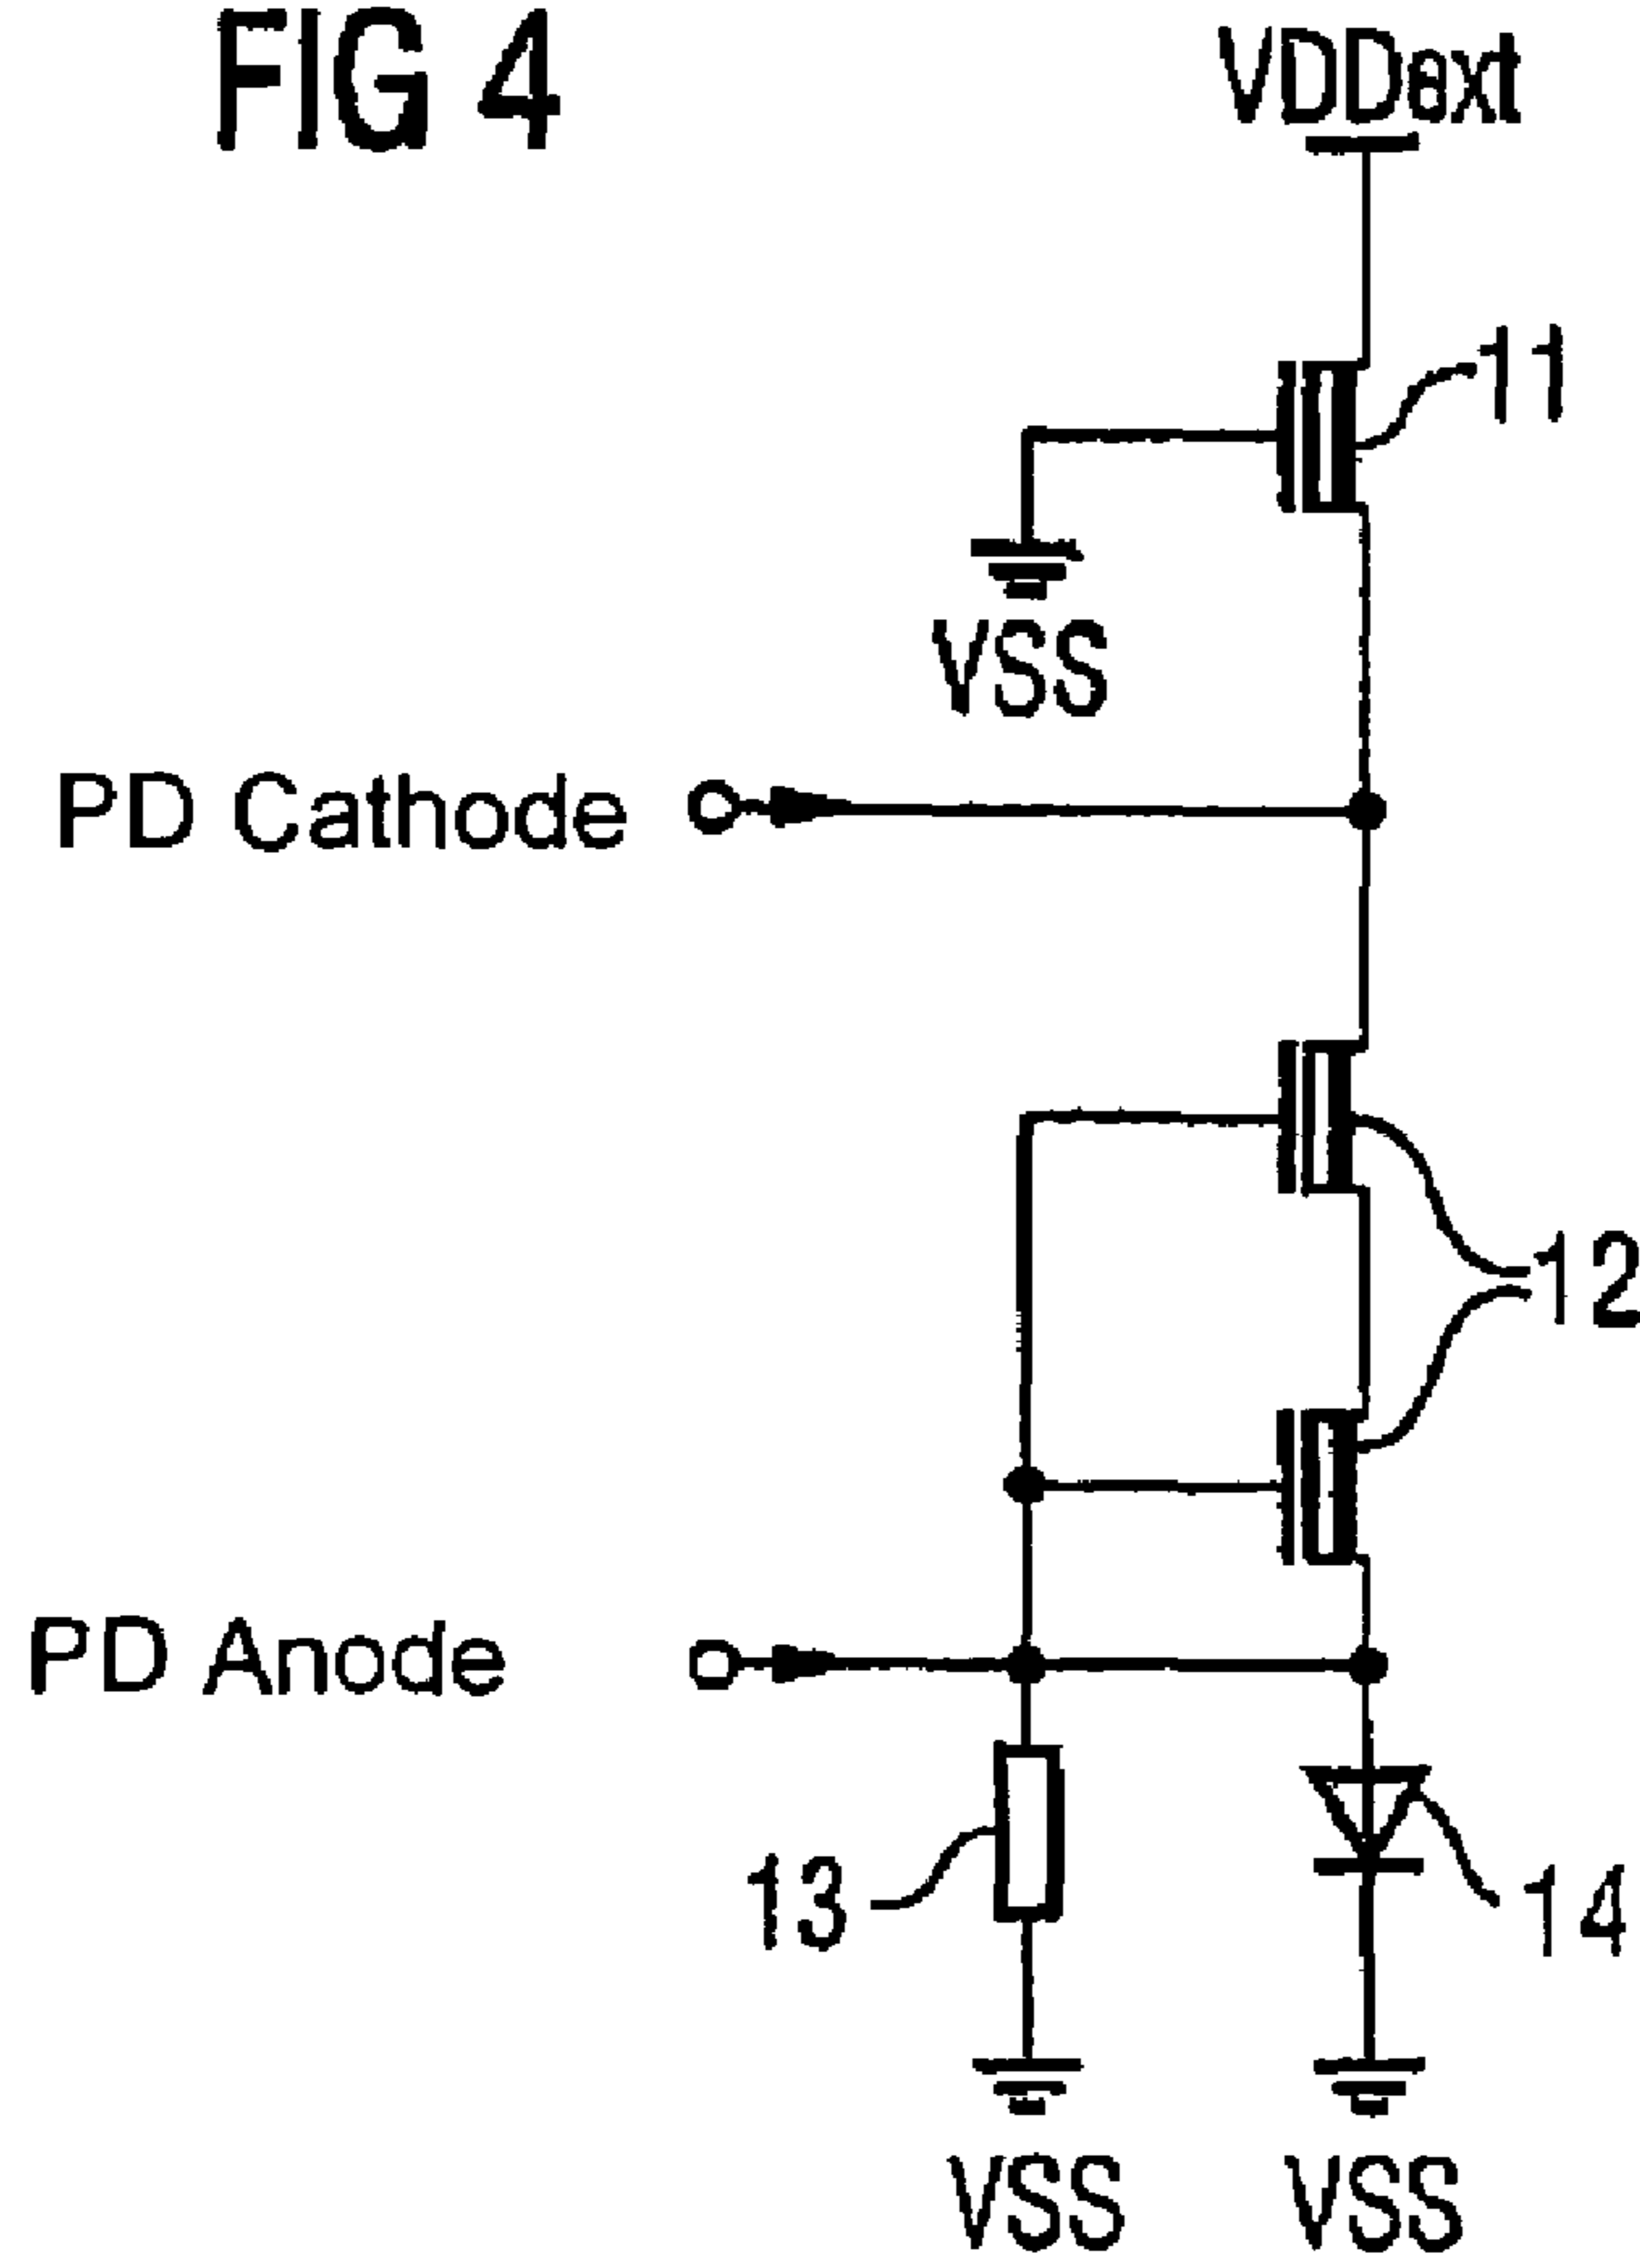 FIG 4
VDDext
11
VSS
PD Cathode
12
PD Anode
13
14
VSS
VSS